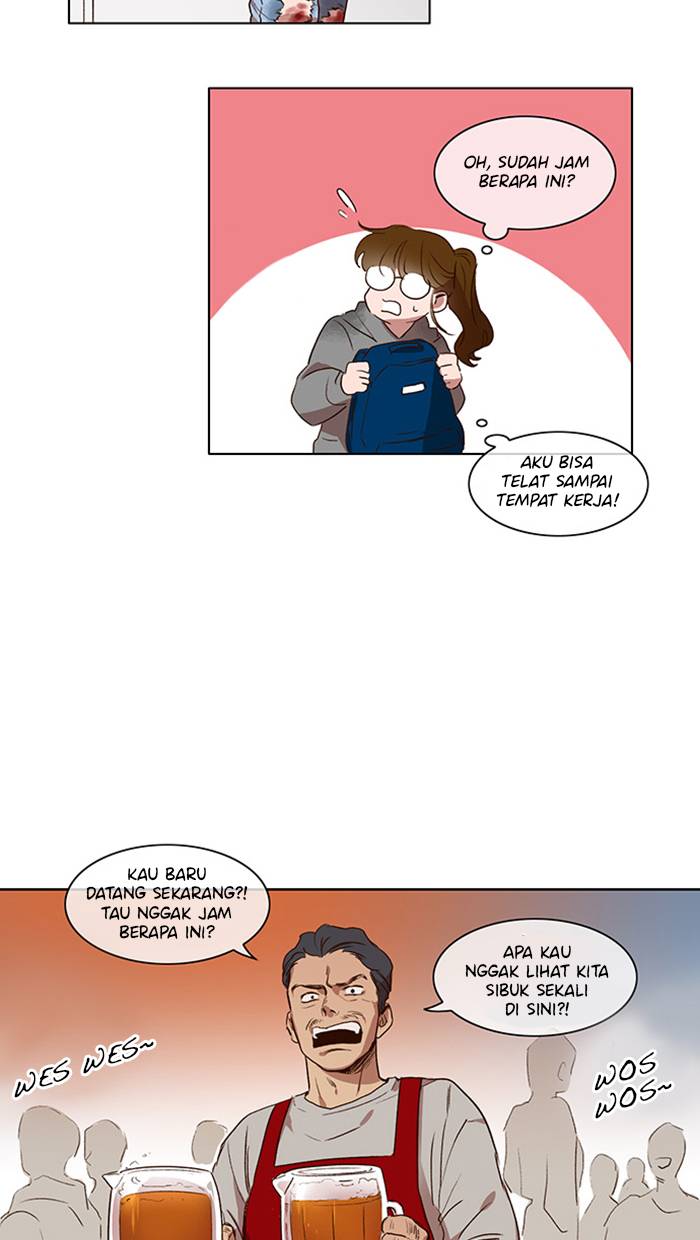 OH, SUDAH JAM
BERAPA INI?
AKU BISA
TELAT SAMPAI
TEMPAT KERJA!
KAU BARU
DATANG SEKARANG?!
TAU NGGAK JAM
BERAPA INI?
APA KAU
NGGAK LIHAT KITA
SIBUK SEKALI
DI SINI?!
WES WES~
WOS
WOS~